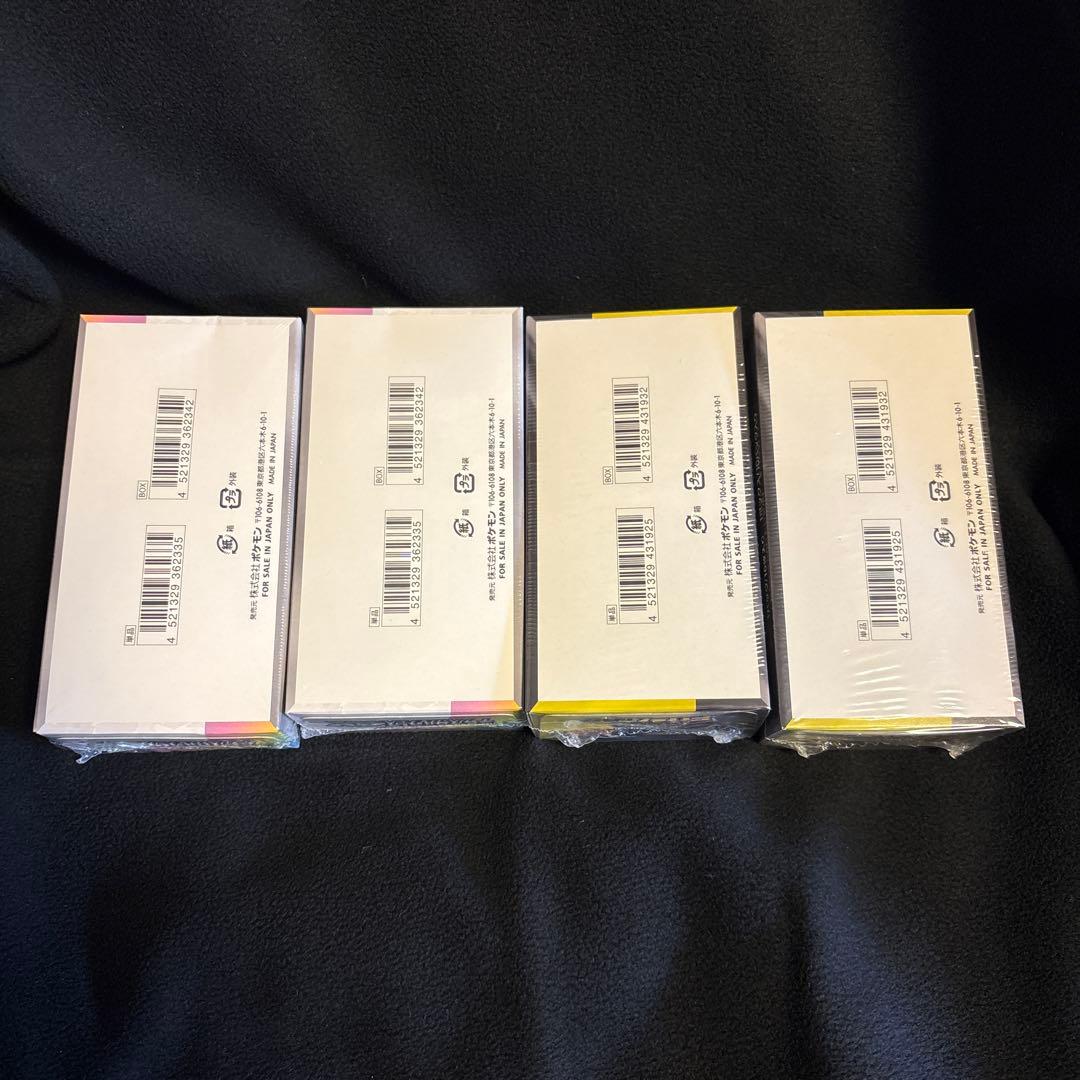 BOX
4 521329 362342
単品
4 521329 362335
紙 箱 プラ 外装
発売元 株式会社ポケモン 〒106-6108 東京都港区六本木6-10-1
FOR SALE IN JAPAN ONLY MADE IN JAPAN
BOX
4 521329 362342
単品
4 521329 362335
紙 箱 プラ 外装
発売元 株式会社ポケモン 〒106-6108 東京都港区六本木6-10-1
FOR SALE IN JAPAN ONLY MADE IN JAPAN
BOX
4 521329 431932
単品
4 521329 431925
紙 箱 プラ 外装
発売元 株式会社ポケモン 〒106-6108 東京都港区六本木6-10-1
FOR SALE IN JAPAN ONLY MADE IN JAPAN
BOX
4 521329 431932
単品
4 521329 431925
紙 箱 プラ 外装
発売元 株式会社ポケモン 〒106-6108 東京都港区六本木6-10-1
FOR SALE IN JAPAN ONLY MADE IN JAPAN